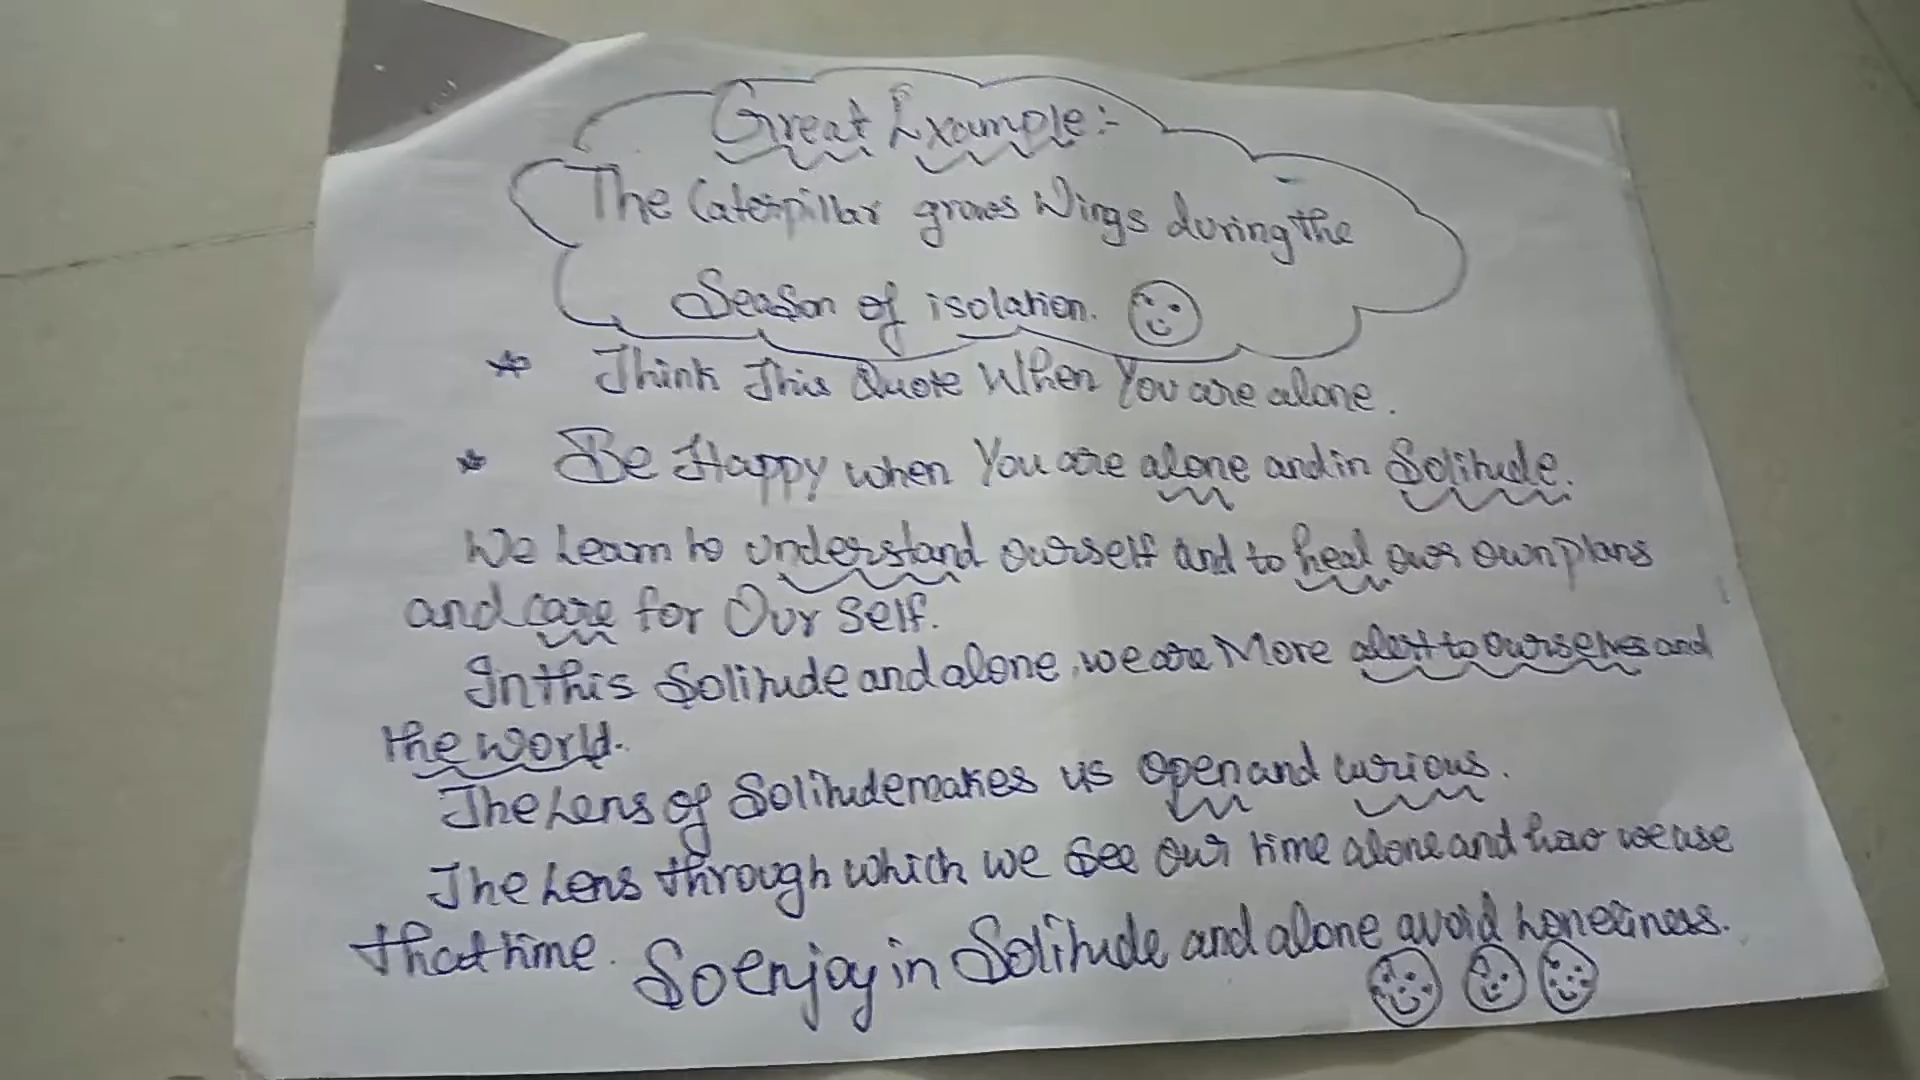 Great Example:-
The Caterpillar grows Wings during the
Season of isolation.
* Think This Quote When You are alone.
* Be Happy when You are alone and in Solitude.
We Learn to understand ourself and to heal our own plans
and care for Our Self.
In this Solitude and alone, we are More alert to ourselves and
the world.
The Lens of Solitude makes us open and curious.
The Lens through which we see our time alone and how we use
that time. So enjoy in Solitude and alone avoid Loneliness.